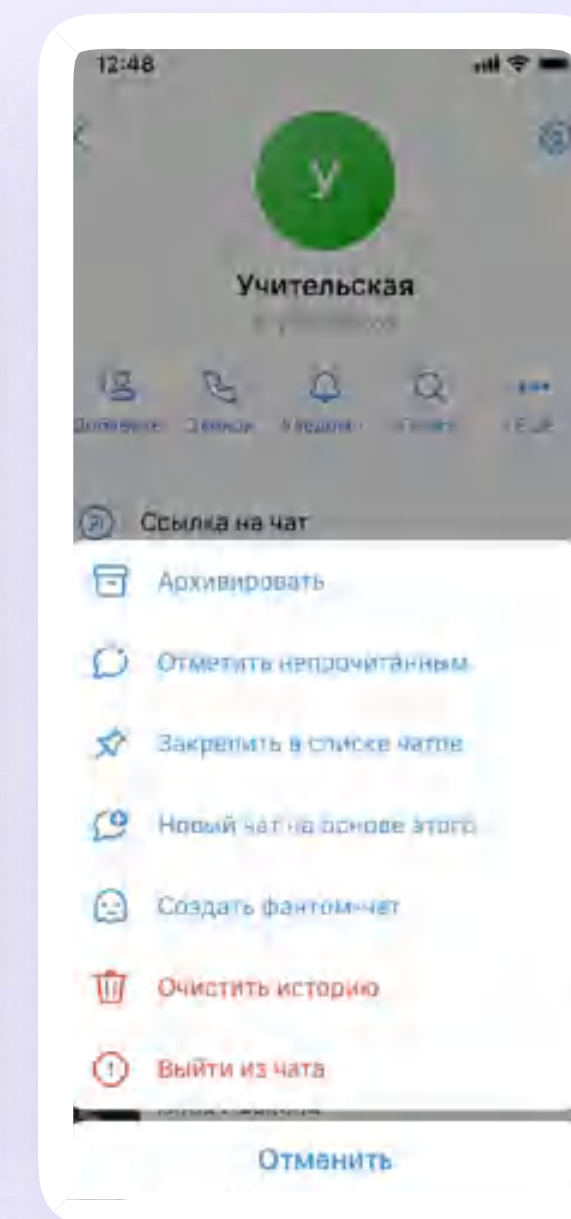 12:48
У
Учительская
Ссылка на чат
Архивировать
Отметить непрочитанным
Закрепить в списке чатов
Новый чат на основе этого
Создать фантом-чат
Очистить историю
Выйти из чата
Отменить